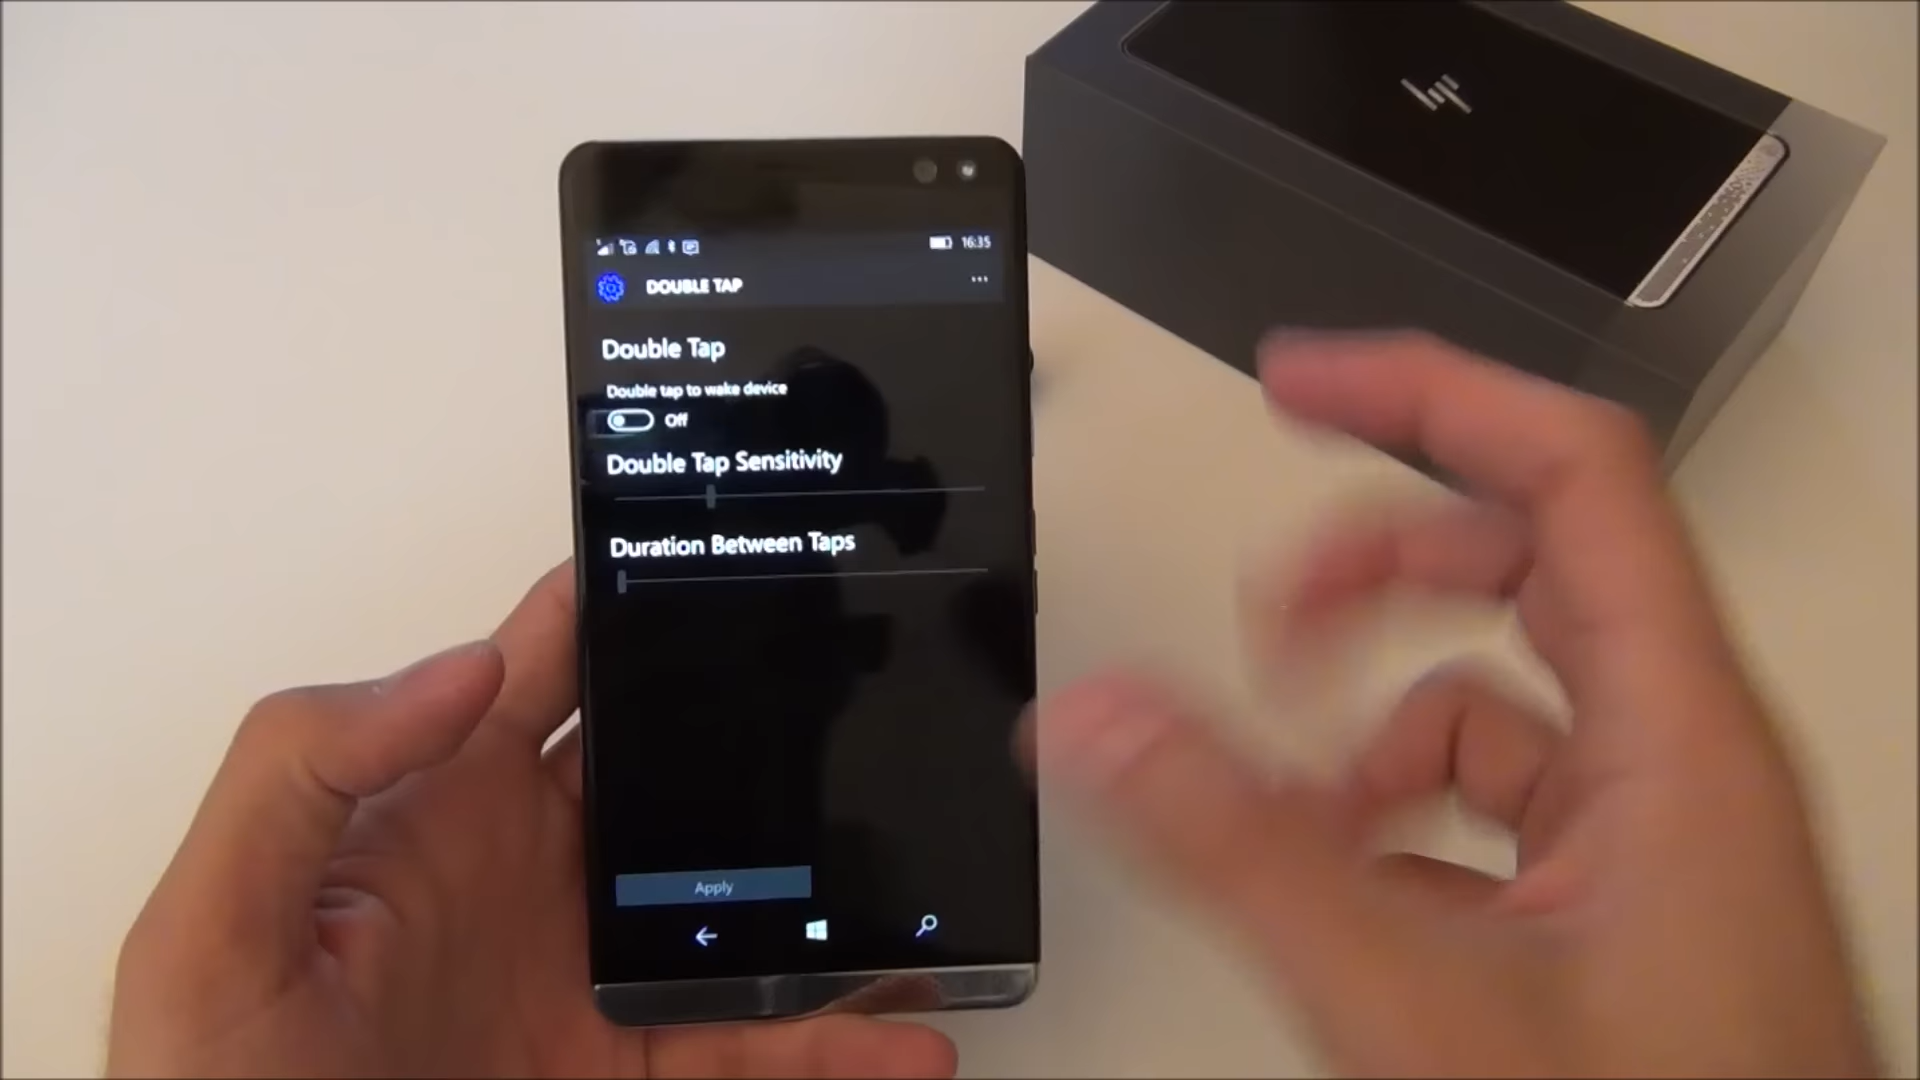 16:35
DOUBLE TAP
Double Tap
Double tap to wake device
Off
Double Tap Sensitivity
Duration Between Taps
Apply